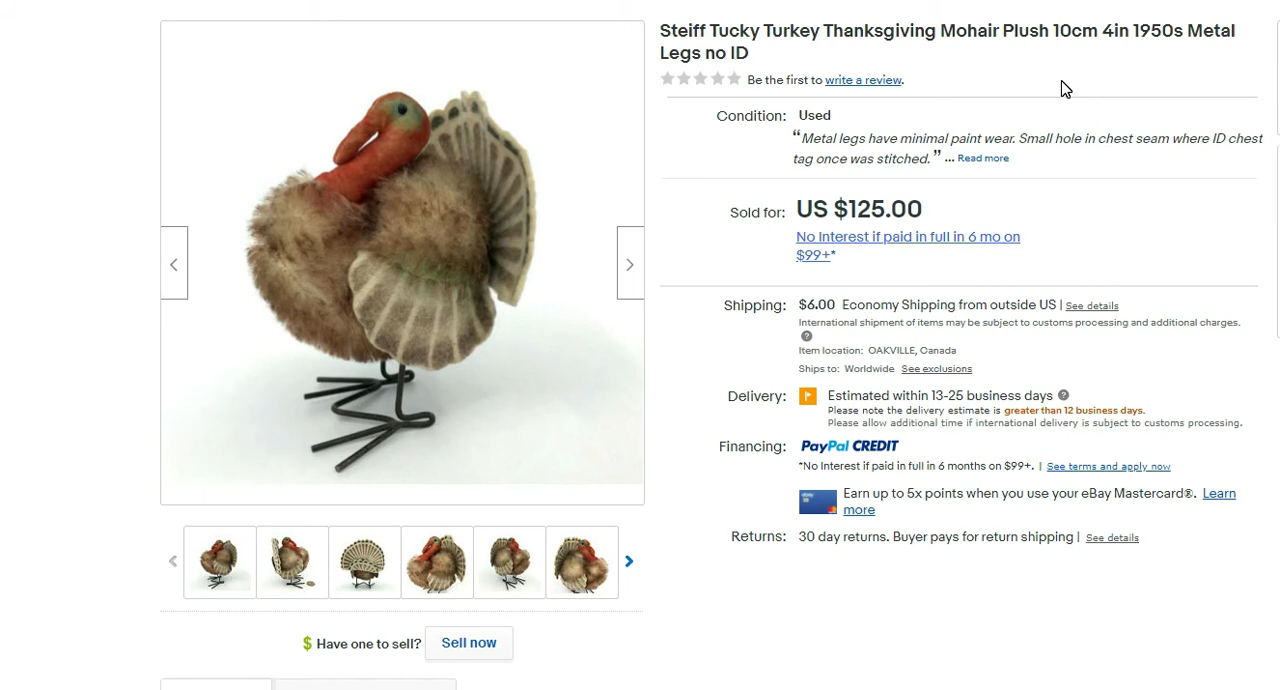 Steiff Tucky Turkey Thanksgiving Mohair Plush 10cm 4in 1950s Metal
Legs no ID
Be the first to write a review.
Condition: Used
“Metal legs have minimal paint wear. Small hole in chest seam where ID chest
tag once was stitched.” ... Read more
Sold for: US $125.00
No Interest if paid in full in 6 mo on
$99+*
Shipping: $6.00 Economy Shipping from outside US | See details
International shipment of items may be subject to customs processing and additional charges.
Item location: OAKVILLE, Canada
Ships to: Worldwide See exclusions
Delivery: Estimated within 13-25 business days
Please note the delivery estimate is greater than 12 business days.
Please allow additional time if international delivery is subject to customs processing.
Financing: PayPal CREDIT
*No Interest if paid in full in 6 months on $99+. | See terms and apply now
Earn up to 5x points when you use your eBay Mastercard®. Learn
more
Returns: 30 day returns. Buyer pays for return shipping | See details
$ Have one to sell? Sell now